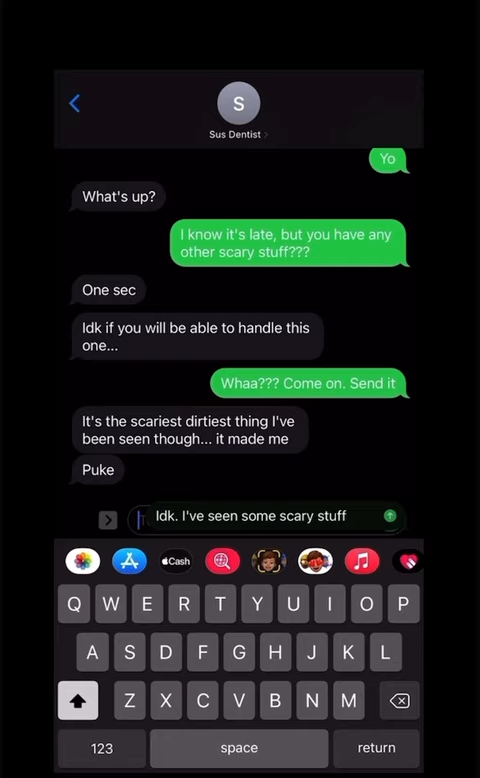 S
Sus Dentist
Yo
What's up?
I know it's late, but you have any
other scary stuff???
One sec
Idk if you will be able to handle this
one...
Whaa??? Come on. Send it
It's the scariest dirtiest thing I've
been seen though... it made me
Puke
Idk. I've seen some scary stuff
Cash
Q W E R T Y U I O P
A S D F G H J K L
Z X C V B N M
123 space return